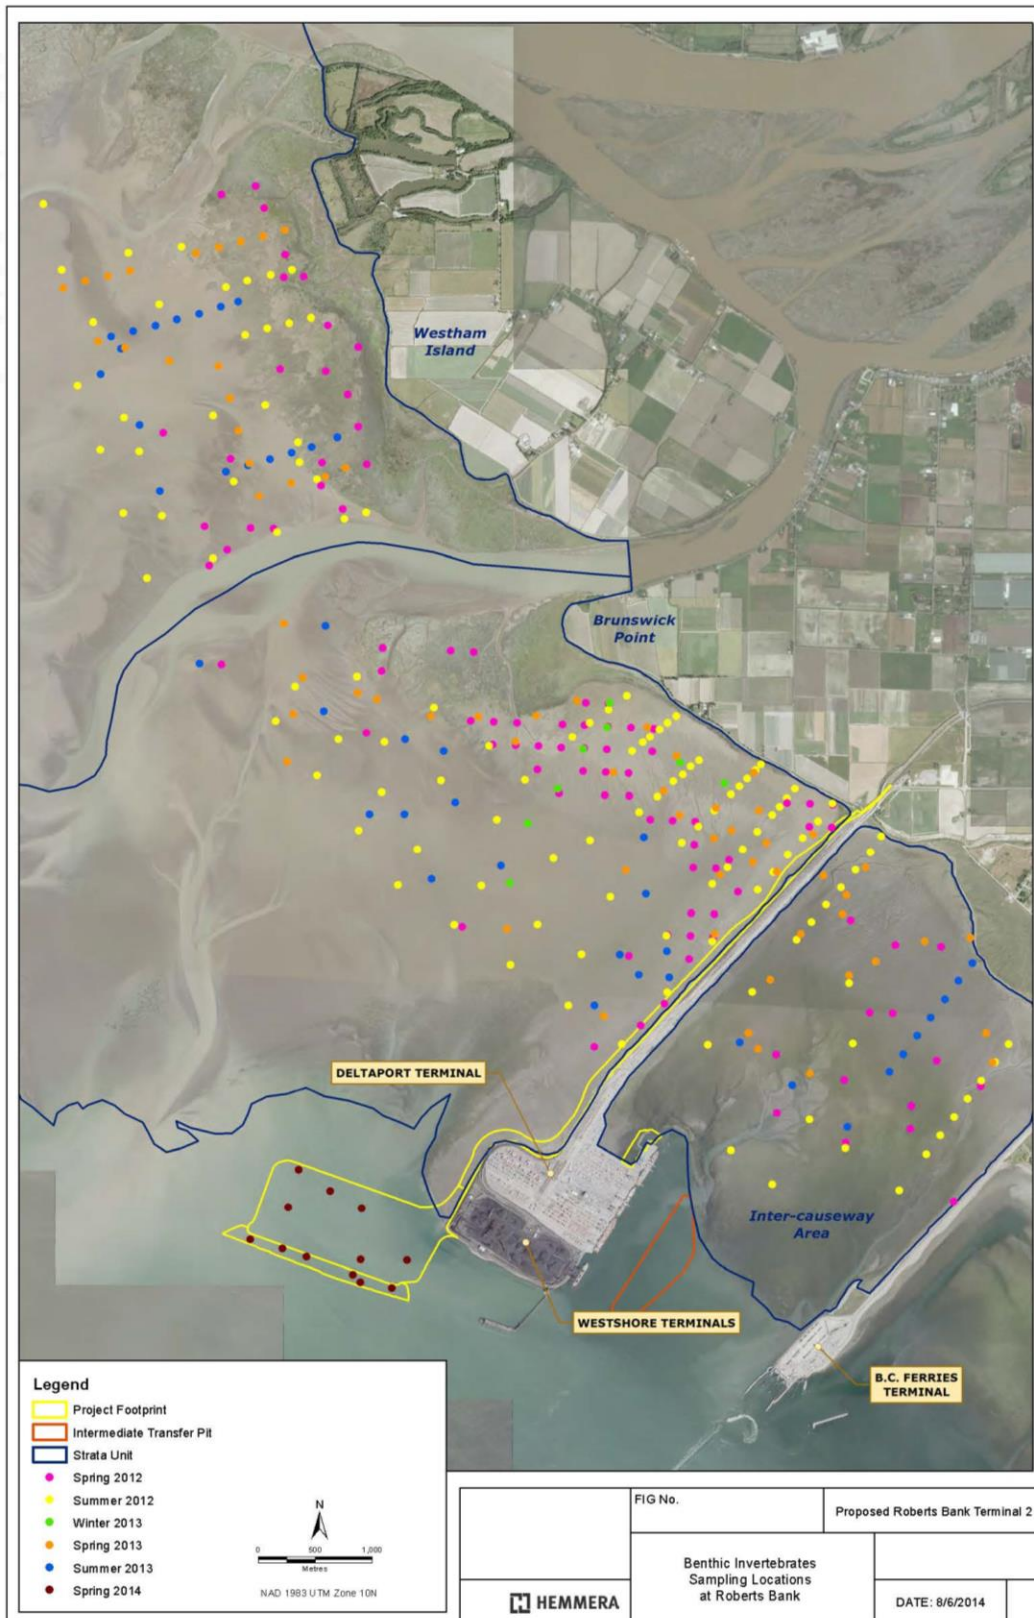 Westham
Island
Brunswick
Point
DELTAPORT TERMINAL
Inter-causeway
Area
WESTSHORE TERMINALS
B.C. FERRIES
TERMINAL
Legend
Project Footprint
Intermediate Transfer Pit
Strata Unit
Spring 2012
Summer 2012
Winter 2013
Spring 2013
Summer 2013
Spring 2014
N
0 500 1,000
Metres
NAD 1983 UTM Zone 10N
FIG No.
Proposed Roberts Bank Terminal 2
Benthic Invertebrates
Sampling Locations
at Roberts Bank
HEMMERA
DATE: 8/6/2014